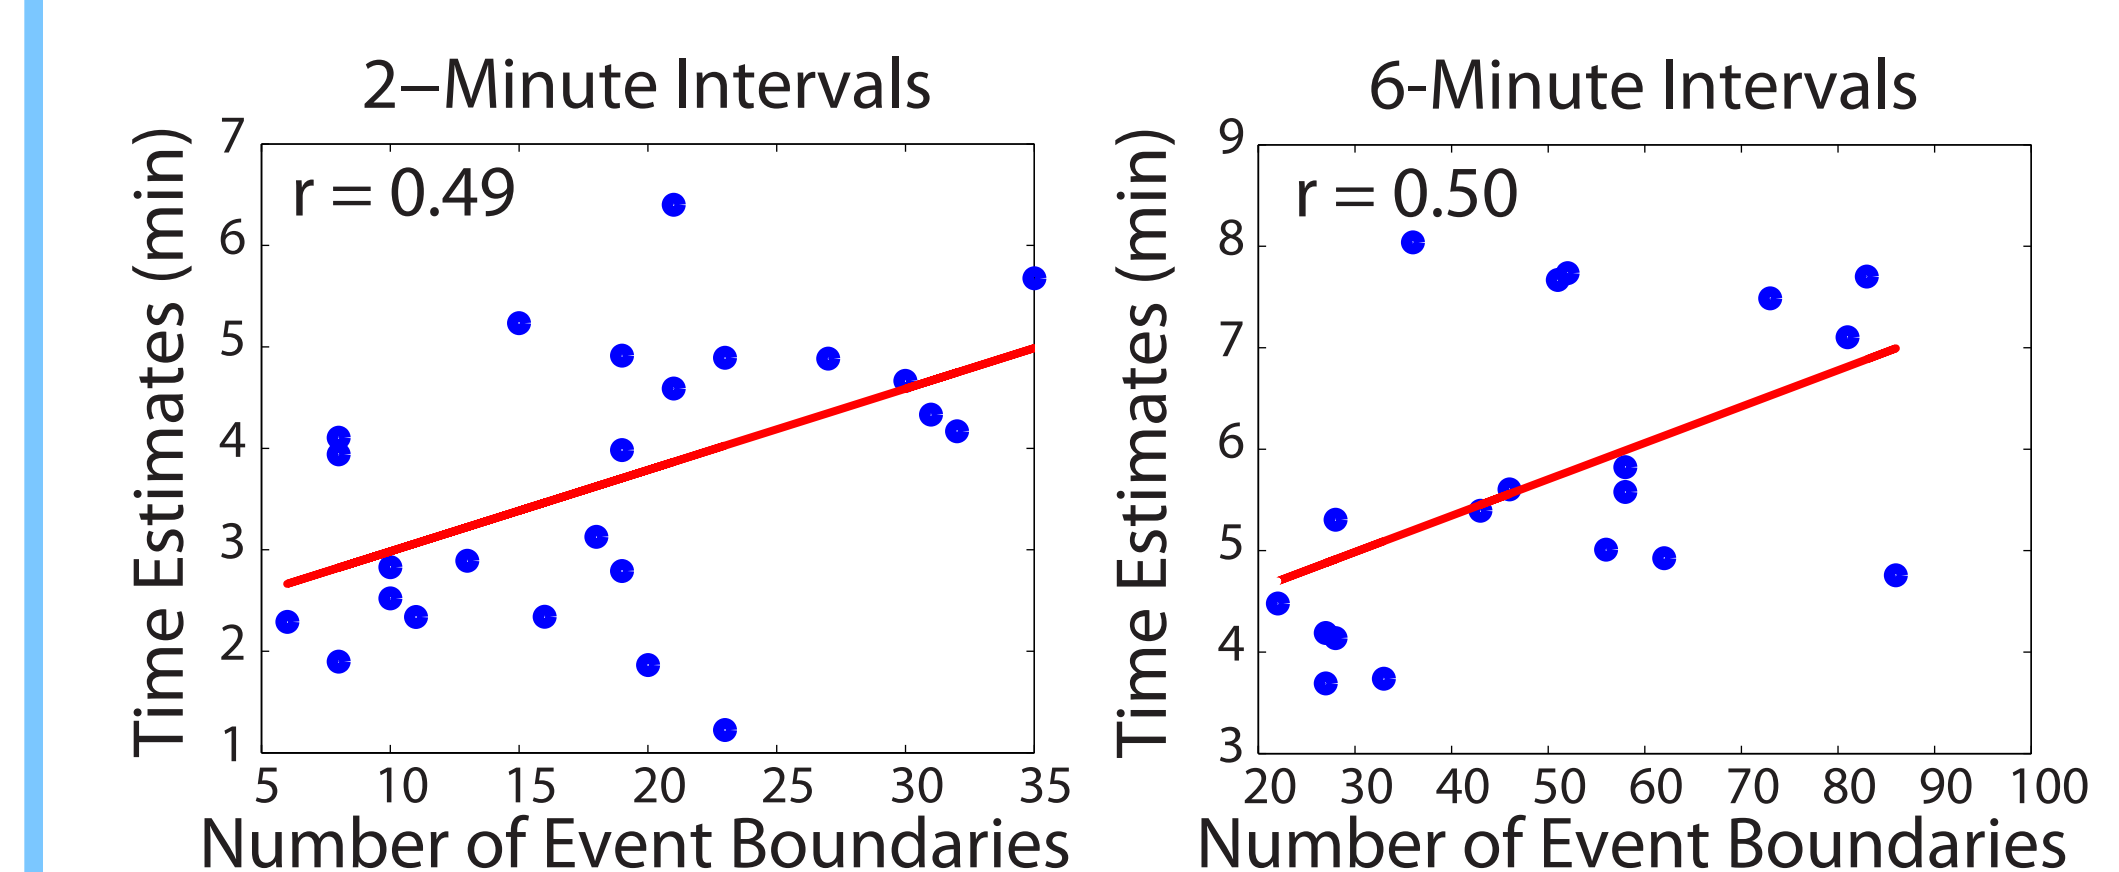 2–Minute Intervals
Time Estimates (min)
7
6
5
4
3
2
1
r = 0.49
5 10 15 20 25 30 35
Number of Event Boundaries
6-Minute Intervals
Time Estimates (min)
9
8
7
6
5
4
3
r = 0.50
20 30 40 50 60 70 80 90 100
Number of Event Boundaries